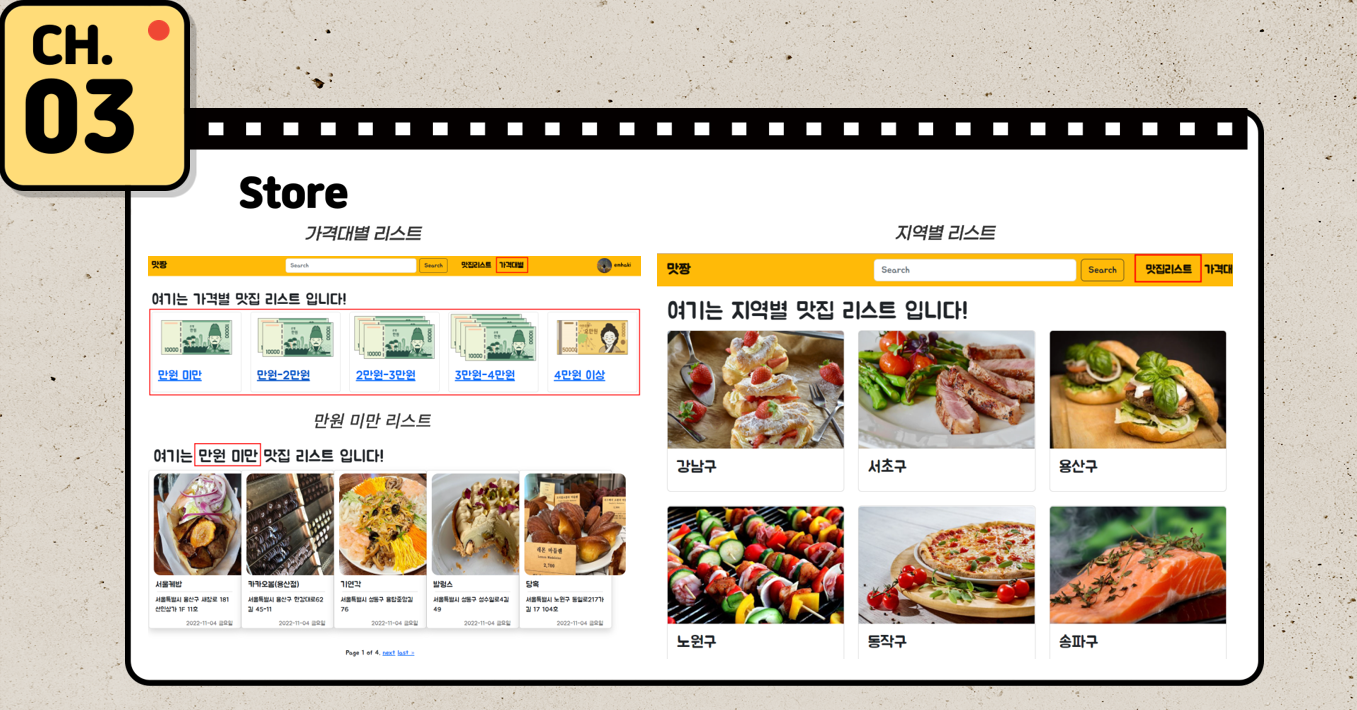 CH.
03
Store
가격대별 리스트
맛짱
Search
Search
맛집리스트
가격대별
omhaki
여기는 가격별 맛집 리스트 입니다!
만원 미만
만원-2만원
2만원-3만원
3만원-4만원
4만원 이상
만원 미만 리스트
여기는 만원 미만 맛집 리스트 입니다!
서울케밥
서울특별시 용산구 새창로 181
선인상가 1F 11호
2022-11-04 금요일
카카오봄(용산점)
서울특별시 용산구 한강대로62
길 45-11
2022-11-04 금요일
기연각
서울특별시 성동구 용답중앙길
76
2022-11-04 금요일
발렁스
서울특별시 성동구 성수일로4길
49
2022-11-04 금요일
당혹
서울특별시 노원구 동일로217가
길 17 104호
2022-11-04 금요일
Page 1 of 4. next last »
지역별 리스트
맛짱
Search
Search
맛집리스트
가격대
여기는 지역별 맛집 리스트 입니다!
강남구
서초구
용산구
노원구
동작구
송파구